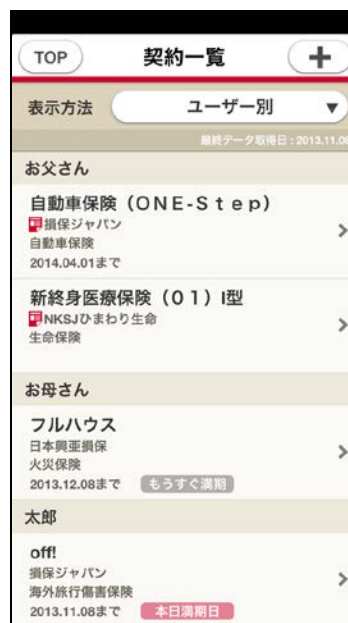 TOP
契約一覧
+
表示方法
ユーザー別
▼
最終データ取得日:2013.11.08
お父さん
自動車保険(ONE-Step)
損保ジャパン
自動車保険
2014.04.01まで
新終身医療保険(01)I型
NKSJひまわり生命
生命保険
お母さん
フルハウス
日本興亜損保
火災保険
2013.12.08まで もうすぐ満期
太郎
off!
損保ジャパン
海外旅行傷害保険
2013.11.08まで 本日満期日